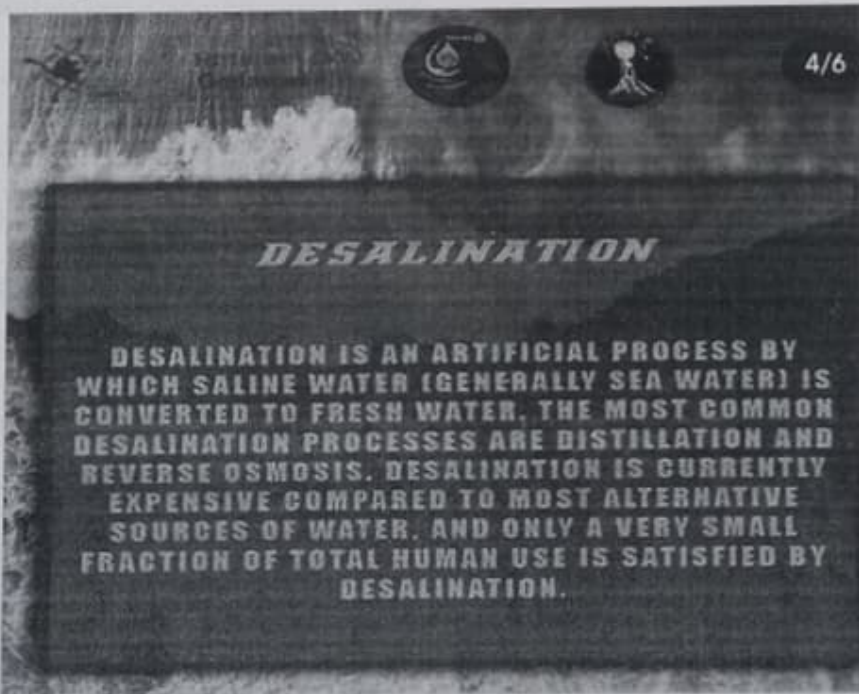 4/6
DESALINATION
DESALINATION IS AN ARTIFICIAL PROCESS BY
WHICH SALINE WATER (GENERALLY SEA WATER) IS
CONVERTED TO FRESH WATER. THE MOST COMMON
DESALINATION PROCESSES ARE DISTILLATION AND
REVERSE OSMOSIS. DESALINATION IS CURRENTLY
EXPENSIVE COMPARED TO MOST ALTERNATIVE
SOURCES OF WATER, AND ONLY A VERY SMALL
FRACTION OF TOTAL HUMAN USE IS SATISFIED BY
DESALINATION.